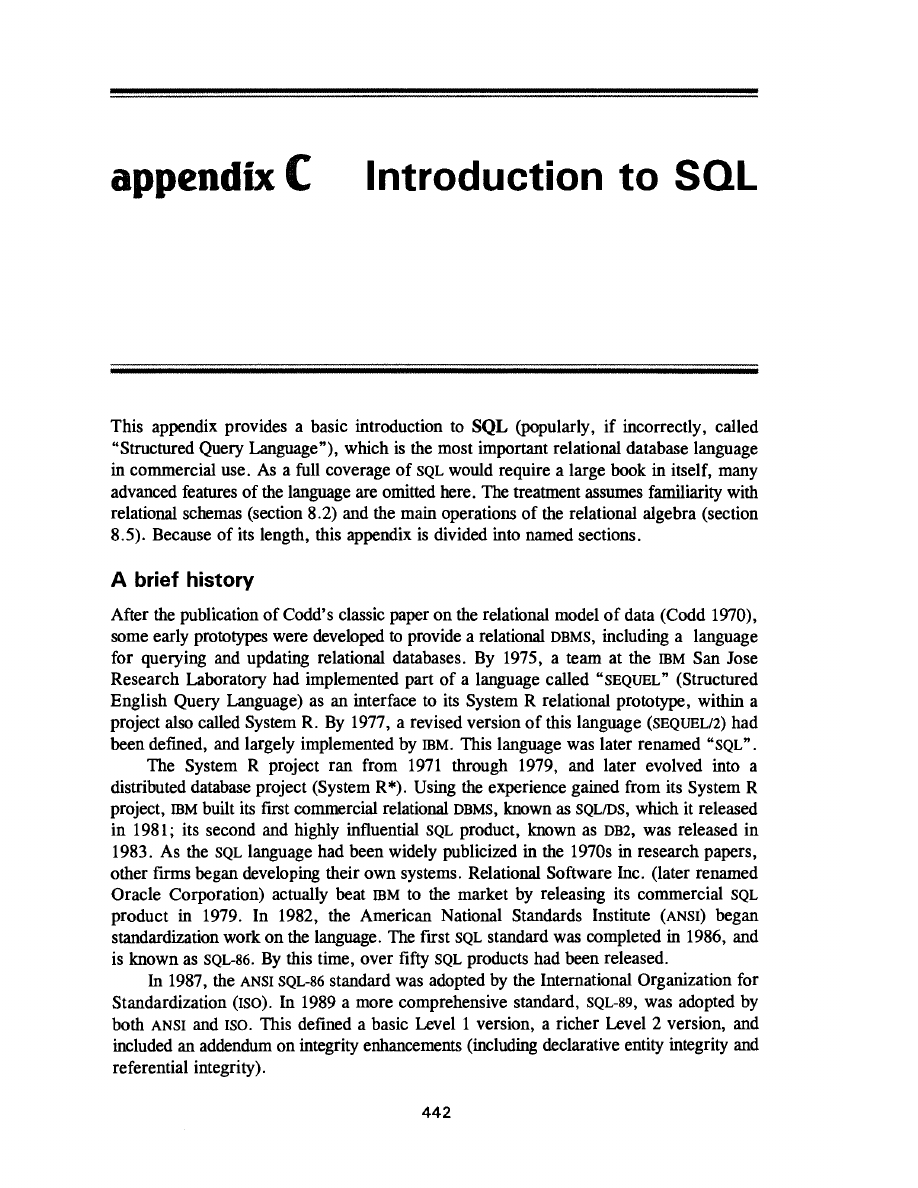 appendix C Introduction to SQL
This appendix provides a basic introduction to SQL (popularly, if incorrectly, called
“Structured Query Language”), which is the most important relational database language
in commercial use. As a full coverage of SQL would require a large book in itself, many
advanced features of the language are omitted here. The treatment assumes familiarity with
relational schemas (section 8.2) and the main operations of the relational algebra (section
8.5). Because of its length, this appendix is divided into named sections.
A brief history
After the publication of Codd’s classic paper on the relational model of data (Codd 1970),
some early prototypes were developed to provide a relational DBMS, including a language
for querying and updating relational databases. By 1975, a team at the IBM San Jose
Research Laboratory had implemented part of a language called “SEQUEL” (Structured
English Query Language) as an interface to its System R relational prototype, within a
project also called System R. By 1977, a revised version of this language (SEQUEL/2) had
been defined, and largely implemented by IBM. This language was later renamed “SQL”.
The System R project ran from 1971 through 1979, and later evolved into a
distributed database project (System R*). Using the experience gained from its System R
project, IBM built its first commercial relational DBMS, known as SQL/DS, which it released
in 1981; its second and highly influential SQL product, known as DB2, was released in
1983. As the SQL language had been widely publicized in the 1970s in research papers,
other firms began developing their own systems. Relational Software Inc. (later renamed
Oracle Corporation) actually beat IBM to the market by releasing its commercial SQL
product in 1979. In 1982, the American National Standards Institute (ANSI) began
standardization work on the language. The first SQL standard was completed in 1986, and
is known as SQL-86. By this time, over fifty SQL products had been released.
In 1987, the ANSI SQL-86 standard was adopted by the International Organization for
Standardization (ISO). In 1989 a more comprehensive standard, SQL-89, was adopted by
both ANSI and ISO. This defined a basic Level 1 version, a richer Level 2 version, and
included an addendum on integrity enhancements (including declarative entity integrity and
referential integrity).
442